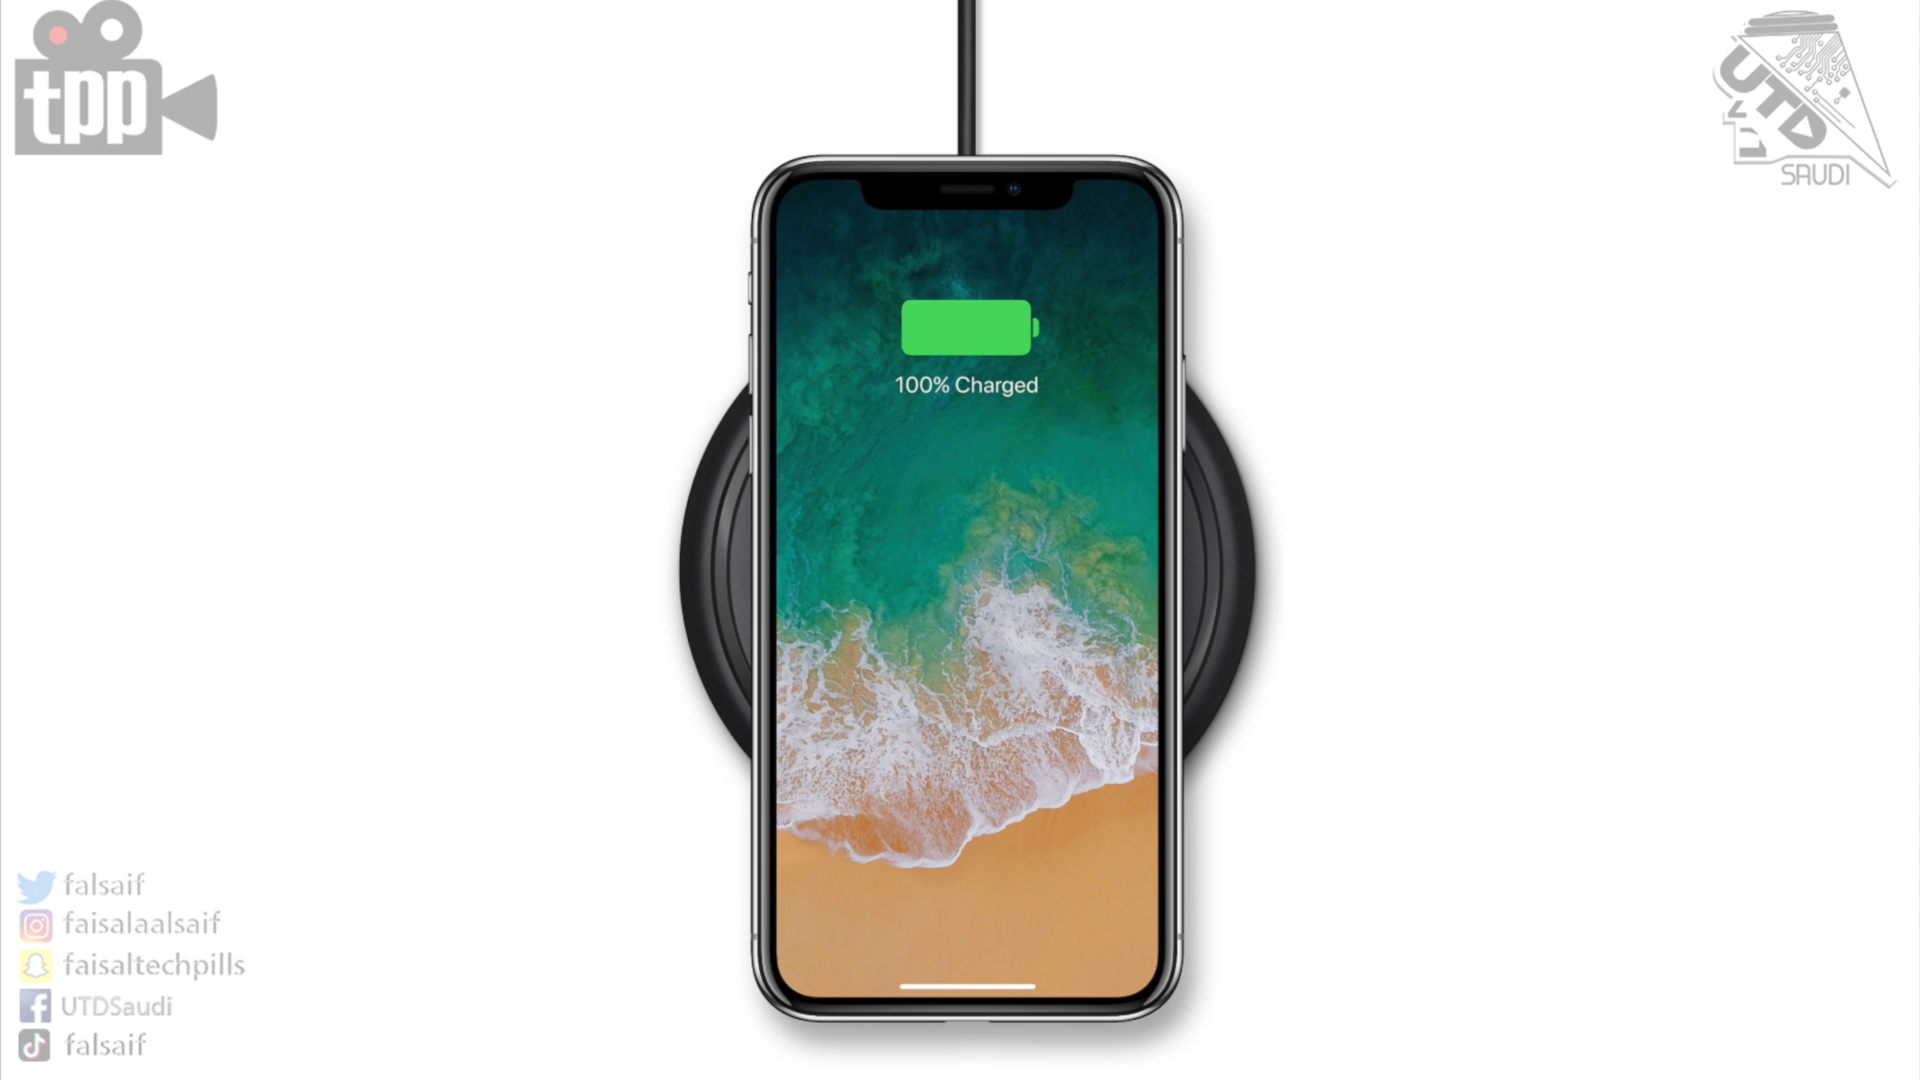 tpp
UTD
SAUDI
100% Charged
falsaif
faisalaalsaif
faisaltechpills
UTDSaudi
falsaif